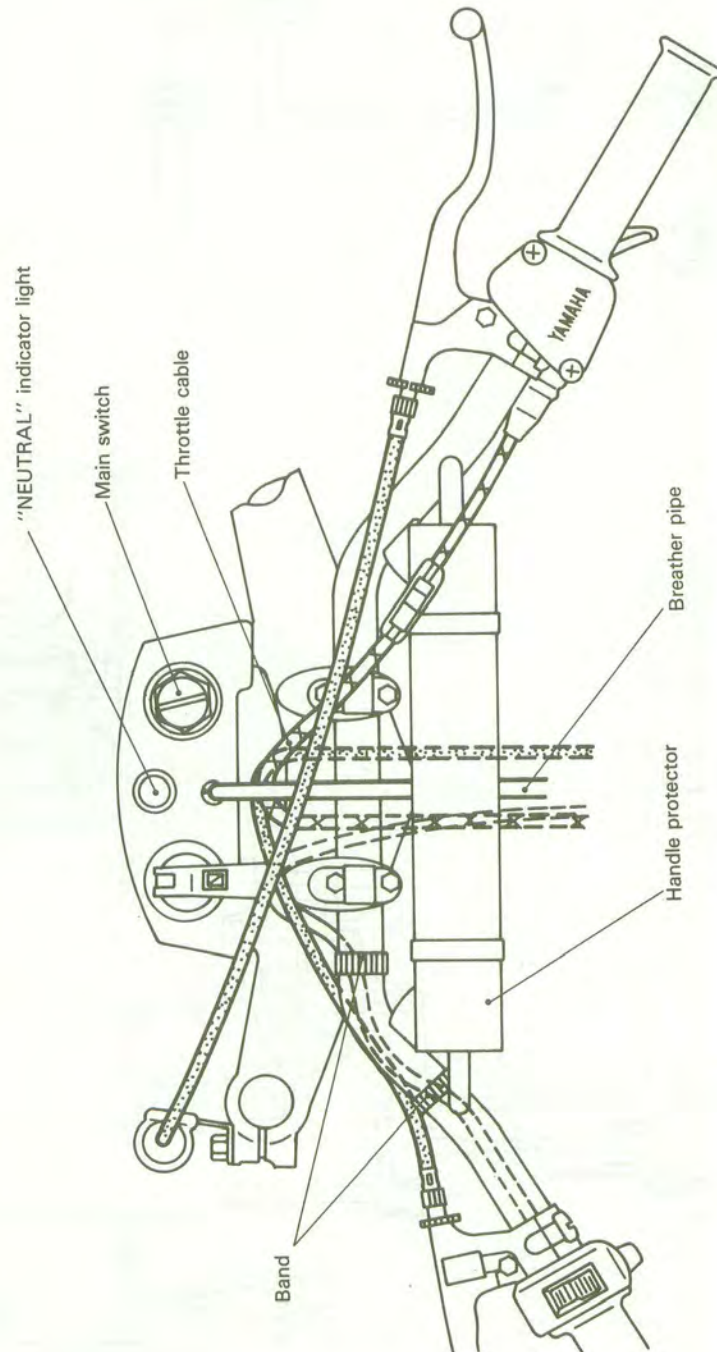 "NEUTRAL" indicator light
Main switch
Throttle cable
YAMAHA
Breather pipe
Handle protector
Band